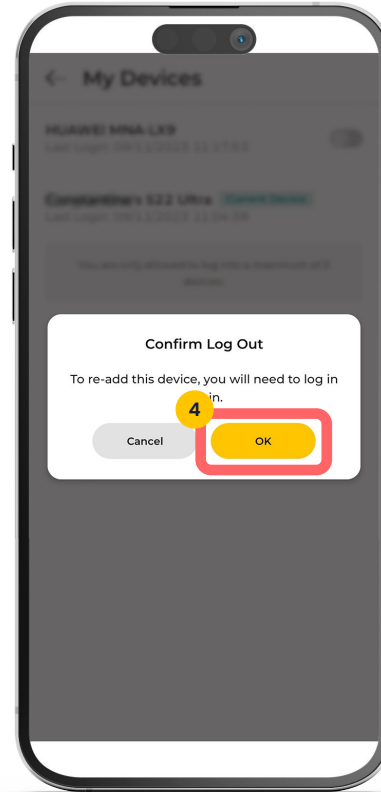 My Devices
HUAWEI MNA-LX9
Last Login: 09/11/2023 11:17:53
Constantine's S22 Ultra Current Device
Last Login: 09/11/2023 11:04:38
You are only allowed to log into a maximum of 3
devices.
Confirm Log Out
To re-add this device, you will need to log in
in.
4
Cancel
OK